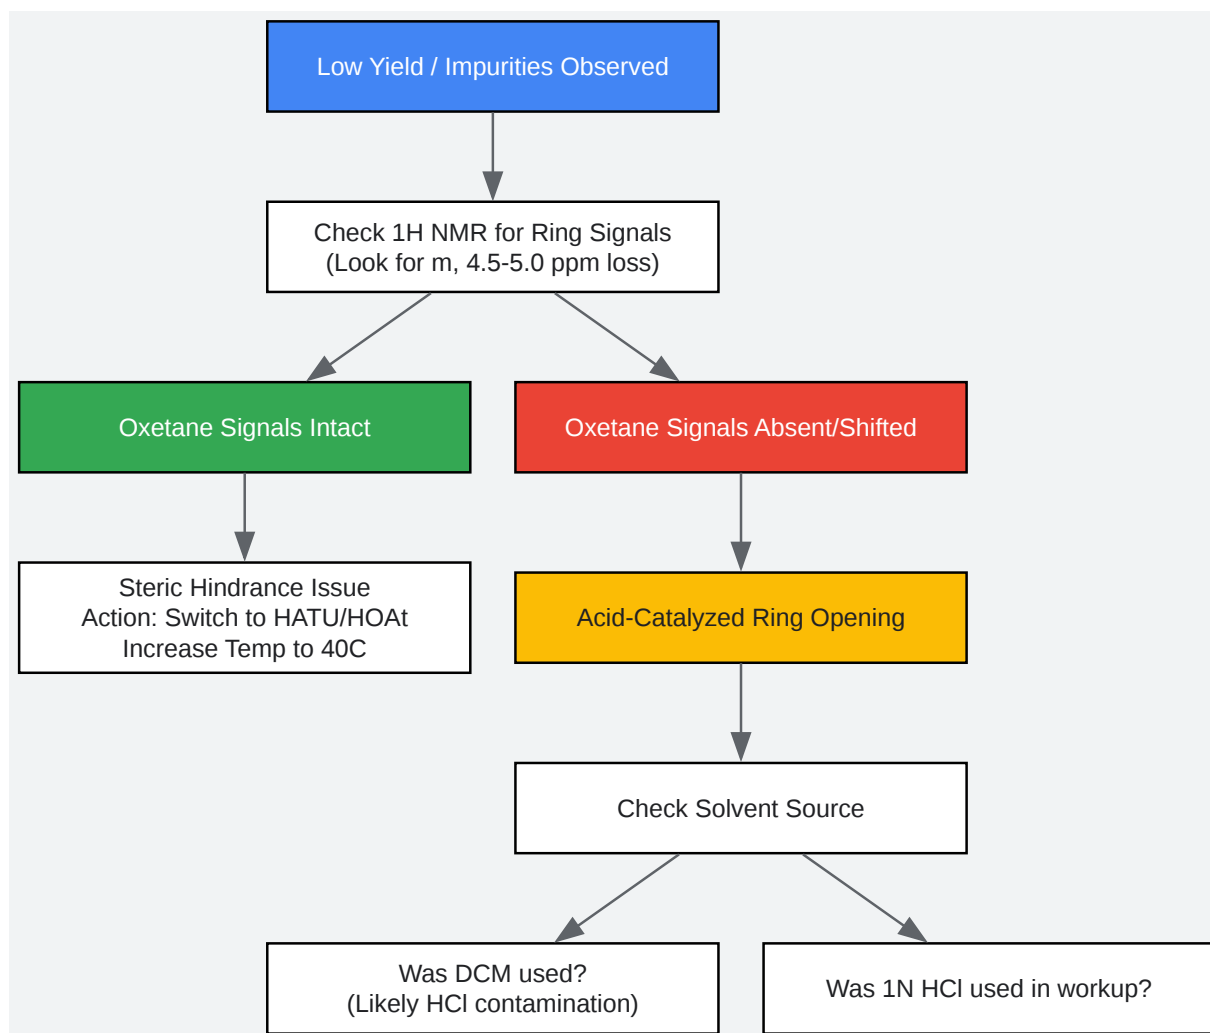 Low Yield / Impurities Observed
Check 1H NMR for Ring Signals
(Look for m, 4.5-5.0 ppm loss)
Oxetane Signals Intact
Oxetane Signals Absent/Shifted
Steric Hindrance Issue
Action: Switch to HATU/HOAt
Increase Temp to 40C
Acid-Catalyzed Ring Opening
Check Solvent Source
Was DCM used?
(Likely HCl contamination)
Was 1N HCl used in workup?